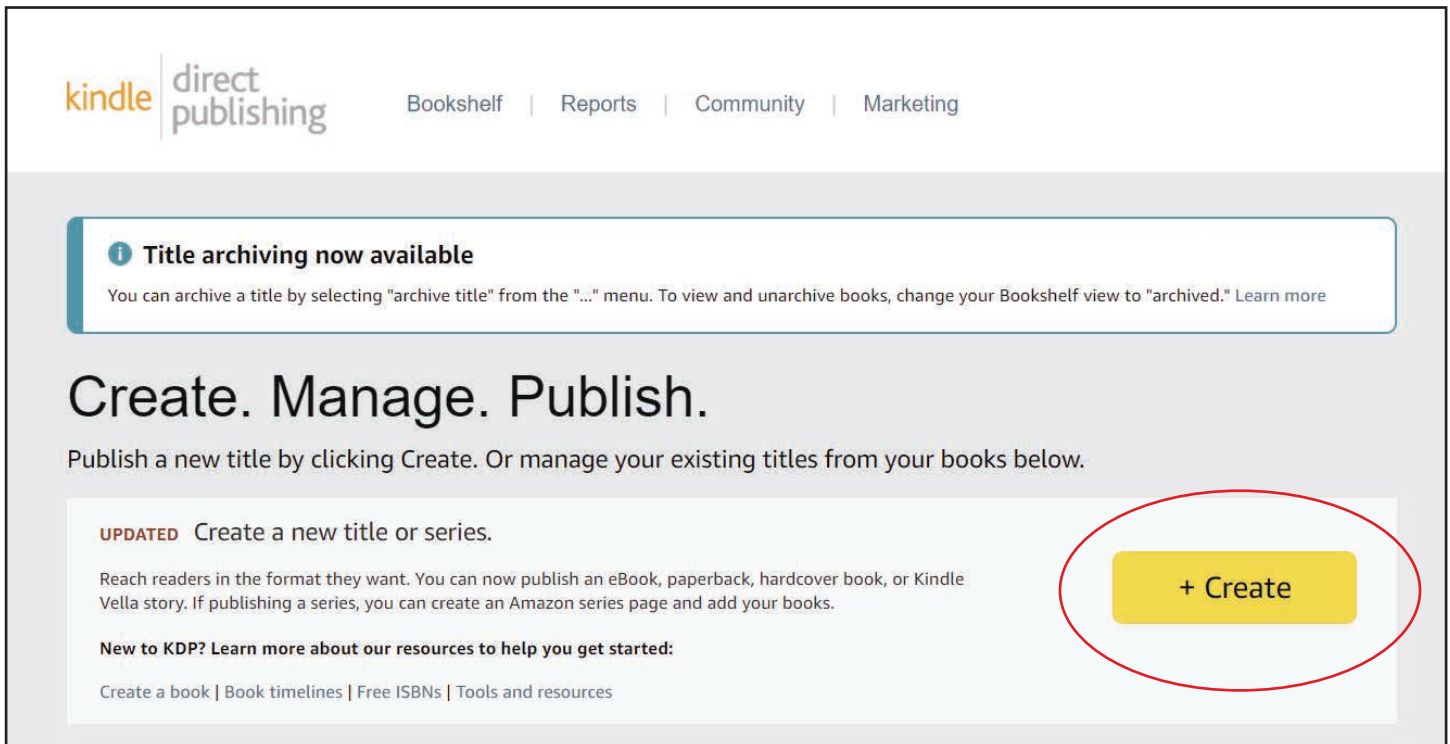 kindle direct publishing
Bookshelf | Reports | Community | Marketing
Title archiving now available
You can archive a title by selecting "archive title" from the "..." menu. To view and unarchive books, change your Bookshelf view to "archived." Learn more
Create. Manage. Publish.
Publish a new title by clicking Create. Or manage your existing titles from your books below.
UPDATED Create a new title or series.
Reach readers in the format they want. You can now publish an eBook, paperback, hardcover book, or Kindle
Vella story. If publishing a series, you can create an Amazon series page and add your books.
New to KDP? Learn more about our resources to help you get started:
Create a book | Book timelines | Free ISBNs | Tools and resources
+ Create